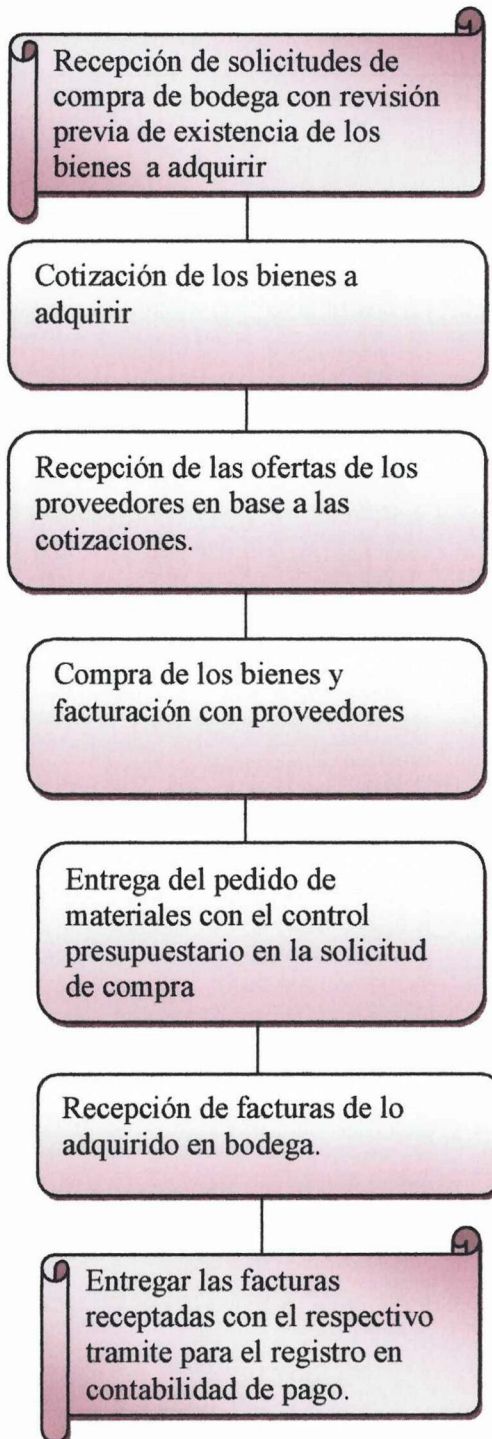 Recepción de solicitudes de
compra de bodega con revisión
previa de existencia de los
bienes a adquirir
Cotización de los bienes a
adquirir
Recepción de las ofertas de los
proveedores en base a las
cotizaciones.
Compra de los bienes y
facturación con proveedores
Entrega del pedido de
materiales con el control
presupuestario en la solicitud
de compra
Recepción de facturas de lo
adquirido en bodega.
Entregar las facturas
receptadas con el respectivo
tramite para el registro en
contabilidad de pago.